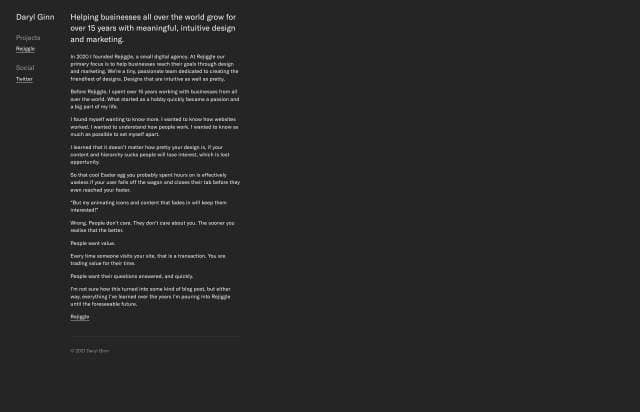 Daryl Ginn
Projects
Rejiggle
Social
Twitter
Helping businesses all over the world grow for
over 15 years with meaningful, intuitive design
and marketing.
In 2020 I founded Rejiggle, a small digital agency. At Rejiggle our
primary focus is to help businesses reach their goals through design
and marketing. We're a tiny, passionate team dedicated to creating the
friendliest of designs. Designs that are intuitive as well as pretty.
Before Rejiggle, I spent over 15 years working with businesses from all
over the world. What started as a hobby quickly became a passion and
a big part of my life.
I found myself wanting to know more. I wanted to know how websites
worked. I wanted to understand how people work. I wanted to know as
much as possible to set myself apart.
I learned that it doesn't matter how pretty your design is, if your
content and hierarchy sucks people will lose interest, which is lost
opportunity.
So that cool Easter egg you probably spent hours on is effectively
useless if your user falls off the wagon and closes their tab before they
even reached your footer.
"But my animating icons and content that fades in will keep them
interested!"
Wrong. People don't care. They don't care about you. The sooner you
realise that the better.
People want value.
Every time someone visits your site, that is a transaction. You are
trading value for their time.
People want their questions answered, and quickly.
I'm not sure how this turned into some kind of blog post, but either
way, everything I've learned over the years I'm pouring into Rejiggle
until the foreseeable future.
Rejiggle
© 2021 Daryl Ginn